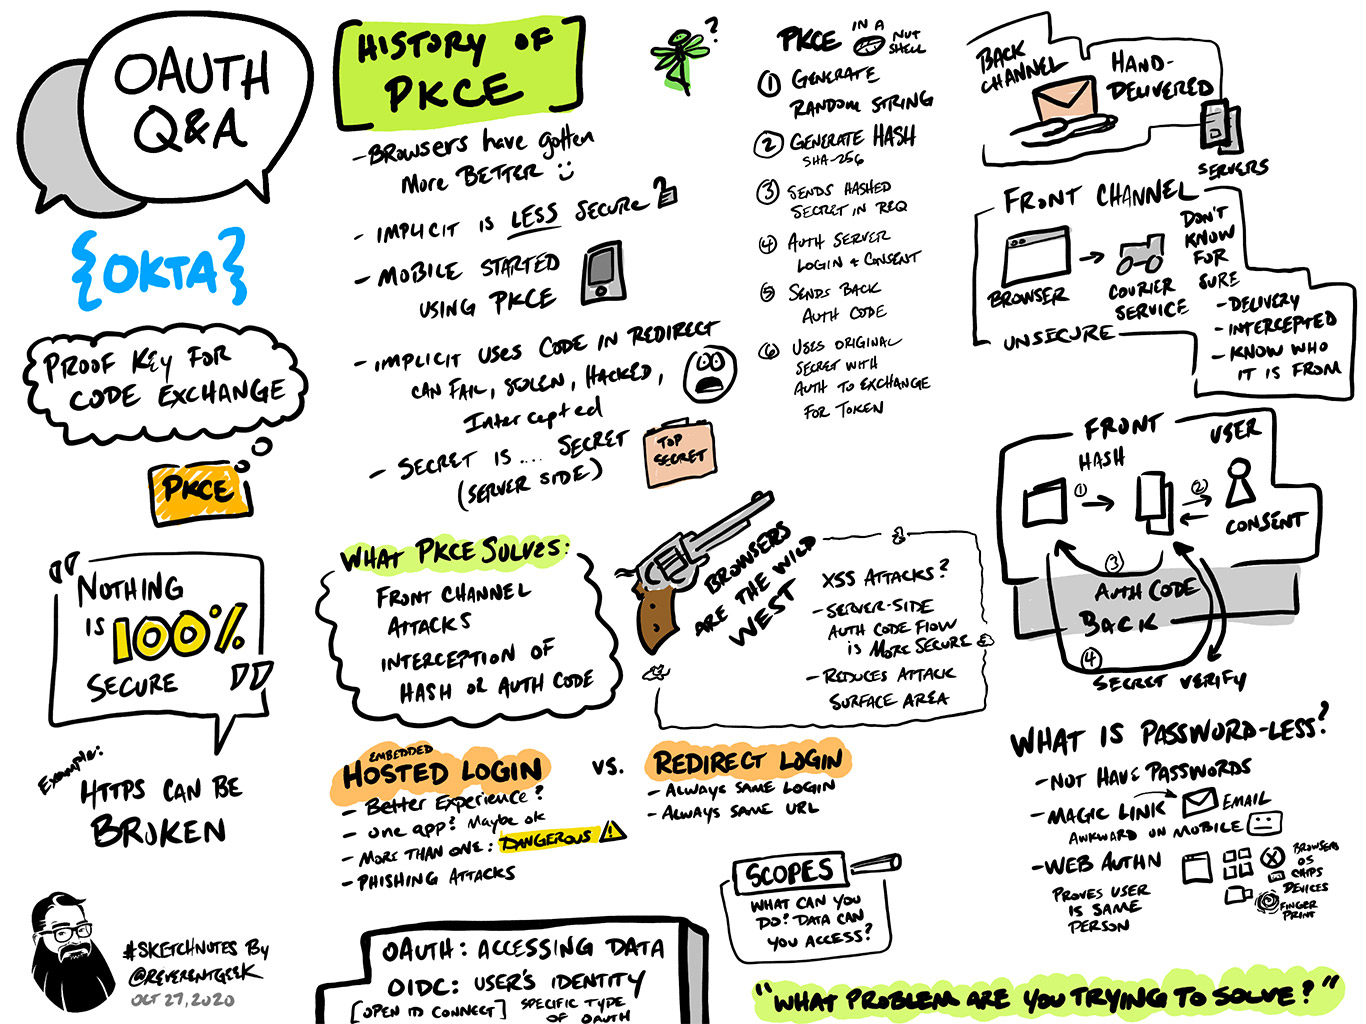 OAUTH
Q&A
{OKTA}
PROOF KEY FOR
CODE EXCHANGE
PKCE
"NOTHING
IS 100%
SECURE"
Example:
HTTPS CAN BE
BROKEN
#SKETCHNOTES By
@REVERENTGEEK
OCT 27, 2020
HISTORY OF
PKCE
?
- BROWSERS have gotten
More BETTER
- IMPLICIT IS LESS SECURE?
- MOBILE STARTED
USING PKCE
- IMPLICIT USES CODE IN REDIRECT
CAN FAIL, STOLEN, HACKED,
Intercepted
- SECRET IS .... SECRET
(SERVER SIDE)
TOP
SECRET
WHAT PKCE SOLVES:
FRONT CHANNEL
ATTACKS
INTERCEPTION OF
HASH OR AUTH CODE
BROWSERS
ARE THE WILD
WEST
XSS ATTACKS?
- SERVER-SIDE
AUTH CODE FLOW
IS MORE SECURE
- REDUCES ATTACK
SURFACE AREA
EMBEDDED
HOSTED LOGIN
- Better Experience?
- one app? Maybe ok
- MORE THAN ONE: DANGEROUS !
- PHISHING ATTACKS
VS.
REDIRECT LOGIN
- ALWAYS SAME LOGIN
- ALWAYS SAME URL
SCOPES
WHAT CAN YOU
DO? DATA CAN
YOU ACCESS?
OAUTH: ACCESSING DATA
OIDC: USER'S IDENTITY
[OPEN ID CONNECT] SPECIFIC TYPE
OF OAUTH
PKCE IN A
NUT
SHELL
1 GENERATE
RANDOM STRING
2 GENERATE HASH
SHA-256
3 SENDS HASHED
SECRET IN REQ
4 AUTH SERVER
LOGIN + CONSENT
5 SENDS BACK
AUTH CODE
6 USES ORIGINAL
SECRET WITH
AUTH TO EXCHANGE
FOR TOKEN
BACK
CHANNEL
HAND-
DELIVERED
SERVERS
FRONT CHANNEL
BROWSER
COURIER
SERVICE
UNSECURE
DON'T
KNOW
FOR
SURE
- DELIVERY
- INTERCEPTED
- KNOW WHO
IT IS FROM
FRONT
HASH
USER
1
2
CONSENT
3
AUTH CODE
BACK
4
SECRET VERIFY
WHAT IS PASSWORD-LESS?
- NOT HAVE PASSWORDS
- MAGIC LINK EMAIL
AWKWARD ON MOBILE
- WEB AUTHN
PROVES USER
IS SAME
PERSON
BROWSERS
OS
CHIPS
DEVICES
FINGER
PRINT
"WHAT PROBLEM ARE YOU TRYING TO SOLVE?"